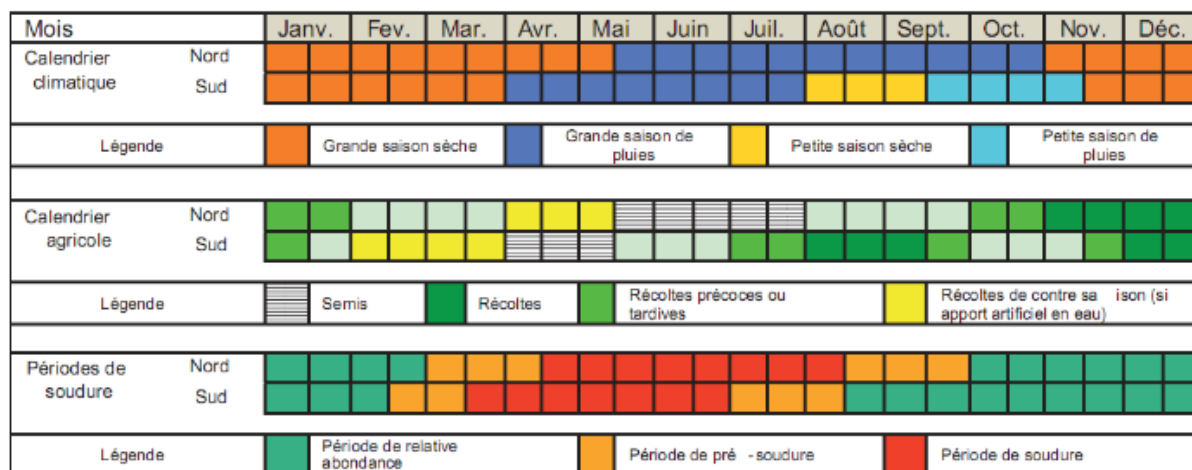 Mois Janv. Fev. Mar. Avr. Mai Juin Juil. Août Sept. Oct. Nov. Déc.
Calendrier Nord
climatique Sud
Légende Grande saison sèche Grande saison de Petite saison sèche Petite saison de
pluies pluies
Calendrier Nord
agricole Sud
Légende Semis Récoltes Récoltes précoces ou Récoltes de contre sa ison (si
tardives apport artificiel en eau)
Périodes de Nord
soudure Sud
Légende Période de relative Période de pré - soudure Période de soudure
abondance